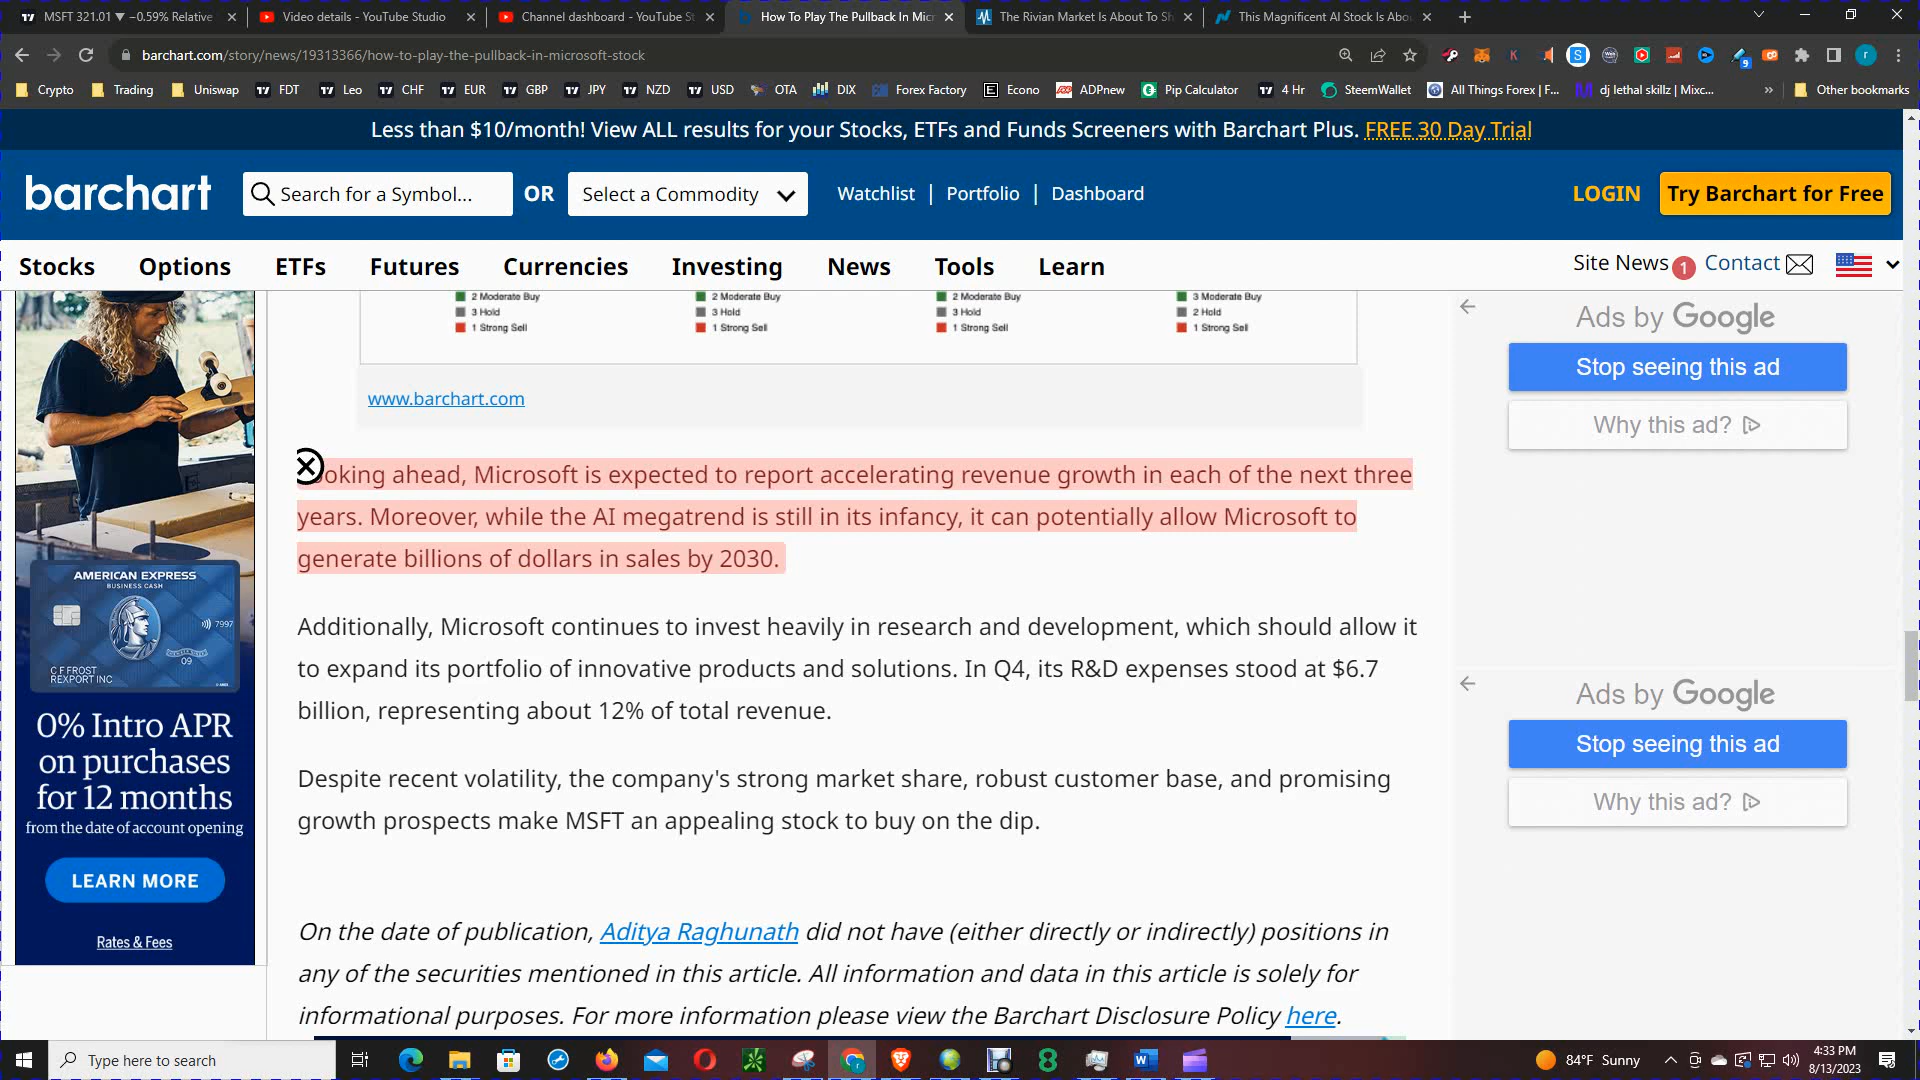 MSFT 321.01 ▼ −0.59% Relative
Video details - YouTube Studio
Channel dashboard - YouTube St
How To Play The Pullback In Micr
The Rivian Market Is About To Sh
This Magnificent AI Stock Is Abou
barchart.com/story/news/19313366/how-to-play-the-pullback-in-microsoft-stock
Crypto Trading Uniswap FDT Leo CHF EUR GBP JPY NZD USD OTA DIX Forex Factory Econo ADPnew Pip Calculator 4 Hr SteemWallet All Things Forex | F... dj lethal skillz | Mixc... » Other bookmarks
Less than $10/month! View ALL results for your Stocks, ETFs and Funds Screeners with Barchart Plus. FREE 30 Day Trial
barchart Search for a Symbol... OR Select a Commodity Watchlist | Portfolio | Dashboard LOGIN Try Barchart for Free
Stocks Options ETFs Futures Currencies Investing News Tools Learn Site News 1 Contact
2 Moderate Buy 2 Moderate Buy 2 Moderate Buy 3 Moderate Buy
3 Hold 3 Hold 3 Hold 2 Hold
1 Strong Sell 1 Strong Sell 1 Strong Sell 1 Strong Sell
www.barchart.com
ooking ahead, Microsoft is expected to report accelerating revenue growth in each of the next three
years. Moreover, while the AI megatrend is still in its infancy, it can potentially allow Microsoft to
generate billions of dollars in sales by 2030.
Additionally, Microsoft continues to invest heavily in research and development, which should allow it
to expand its portfolio of innovative products and solutions. In Q4, its R&D expenses stood at $6.7
billion, representing about 12% of total revenue.
Despite recent volatility, the company's strong market share, robust customer base, and promising
growth prospects make MSFT an appealing stock to buy on the dip.
On the date of publication, Aditya Raghunath did not have (either directly or indirectly) positions in
any of the securities mentioned in this article. All information and data in this article is solely for
informational purposes. For more information please view the Barchart Disclosure Policy here.
AMERICAN EXPRESS
BUSINESS CASH
7997
09
C F FROST
REXPORT INC
0% Intro APR
on purchases
for 12 months
from the date of account opening
LEARN MORE
Rates & Fees
Ads by Google
Stop seeing this ad
Why this ad?
Ads by Google
Stop seeing this ad
Why this ad?
Type here to search
84°F Sunny
4:33 PM
8/13/2023